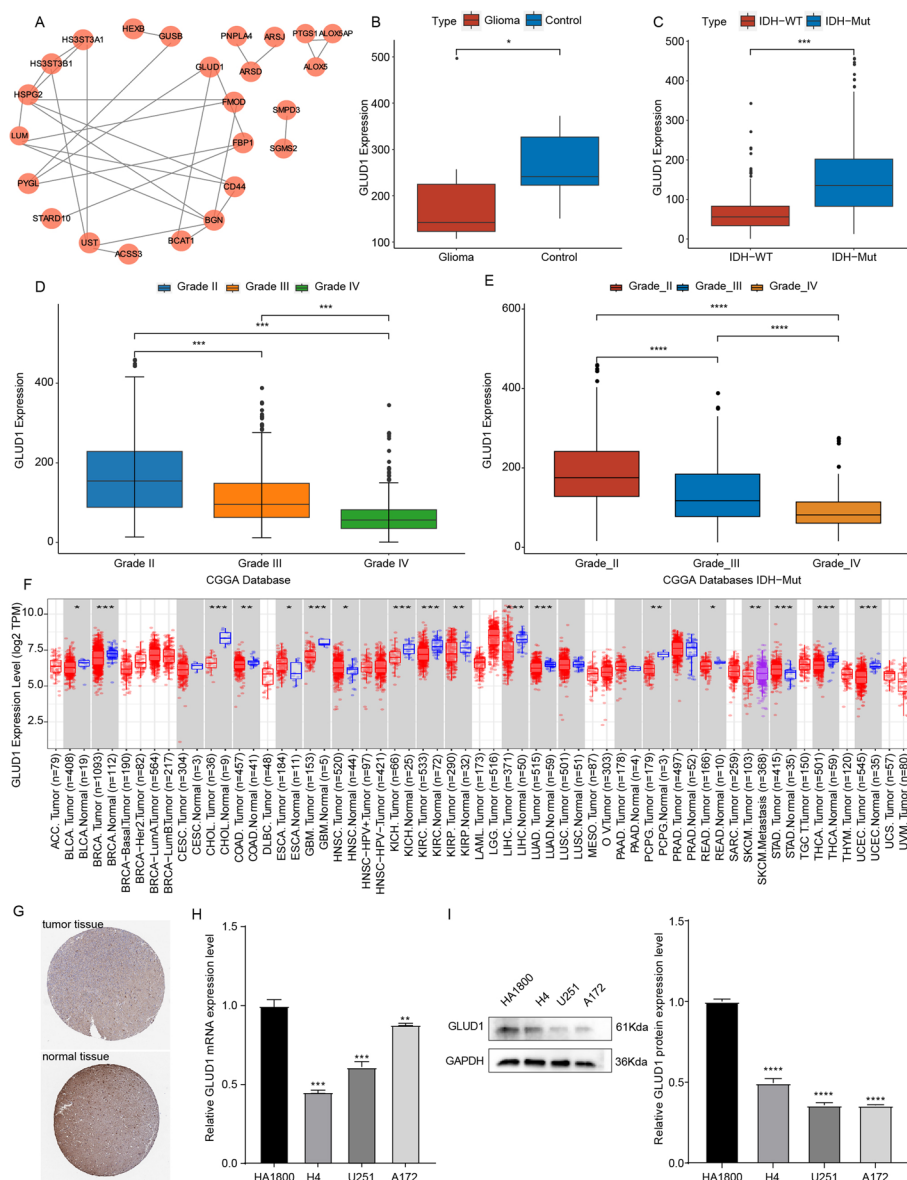 A
HEXB
GUSB
PNPLA4
ARSJ
ARSD
PTGS1
ALOX5AP
ALOX5
HS3ST3A1
HS3ST3B1
GLUD1
HSPG2
FMOD
SMPD3
LUM
FBP1
SGMS2
PYGL
CD44
STARD10
BGN
UST
BCAT1
ACSS3
B
Type Glioma Control
*
GLUD1 Expression
500
400
300
200
100
Glioma Control
C
Type IDH-WT IDH-Mut
***
GLUD1 Expression
500
400
300
200
100
0
IDH-WT IDH-Mut
D
Grade II Grade III Grade IV
***
***
***
GLUD1 Expression
400
200
0
Grade II Grade III Grade IV
CGGA Database
E
Grade_II Grade_III Grade_IV
****
****
****
GLUD1 Expression
600
400
200
0
Grade_II Grade_III Grade_IV
CGGA Databases IDH-Mut
F
GLUD1 Expression Level (log2 TPM)
10.0
7.5
5.0
2.5
* *** *** ** * *** * *** *** ** *** *** ** * ** *** *** ***
ACC. Tumor (n=79)
BLCA. Tumor (n=408)
BLCA.Normal (n=19)
BRCA. Tumor (n=1093)
BRCA.Normal (n=112)
BRCA-Basal Tumor(n=190)
BRCA-Her2 Tumor (n=82)
BRCA-LumA Tumor(n=564)
BRCA-LumB Tumor(n=217)
CESC. Tumor (n=304)
CESC.Normal (n=3)
CHOL. Tumor (n=36)
CHOL.Normal (n=9)
COAD. Tumor (n=457)
COAD.Normal (n=41)
DLBC. Tumor (n=48)
ESCA. Tumor (n=184)
ESCA.Normal (n=11)
GBM. Tumor (n=153)
GBM.Normal (n=5)
HNSC. Tumor (n=520)
HNSC.Normal (n=44)
HNSC-HPV+Tumor (n=97)
HNSC-HPV-Tumor (n=421)
KICH. Tumor (n=66)
KICH.Normal (n=25)
KIRC. Tumor (n=533)
KIRC.Normal (n=72)
KIRP. Tumor (n=290)
KIRP.Normal (n=32)
LAML. Tumor (n=173)
LGG. Tumor (n=516)
LIHC. Tumor (n=371)
LIHC.Normal (n=50)
LUAD. Tumor (n=515)
LUAD.Normal (n=59)
LUSC. Tumor (n=501)
LUSC.Normal (n=51)
MESO. Tumor (n=87)
O V.Tumor (n=303)
PAAD. Tumor (n=178)
PAAD.Normal (n=4)
PCPG. Tumor (n=179)
PCPG.Normal (n=3)
PRAD. Tumor (n=497)
PRAD.Normal (n=52)
READ. Tumor (n=166)
READ.Normal (n=10)
SARC. Tumor (n=259)
SKCM. Tumor (n=103)
SKCM.Metastasis (n=368)
STAD. Tumor (n=415)
STAD.Normal (n=35)
TGC T.Tumor (n=150)
THCA. Tumor (n=501)
THCA.Normal (n=59)
THYM. Tumor (n=120)
UCEC. Tumor (n=545)
UCEC.Normal (n=35)
UCS. Tumor (n=57)
UVM. Tumor (n=80)
G
tumor tissue
normal tissue
H
Relative GLUD1 mRNA expression level
1.5
1.0
0.5
0.0
***
***
**
HA1800 H4 U251 A172
I
HA1800 H4 U251 A172
GLUD1 61Kda
GAPDH 36Kda
Relative GLUD1 protein expression level
1.5
1.0
0.5
0.0
****
****
****
HA1800 H4 U251 A172